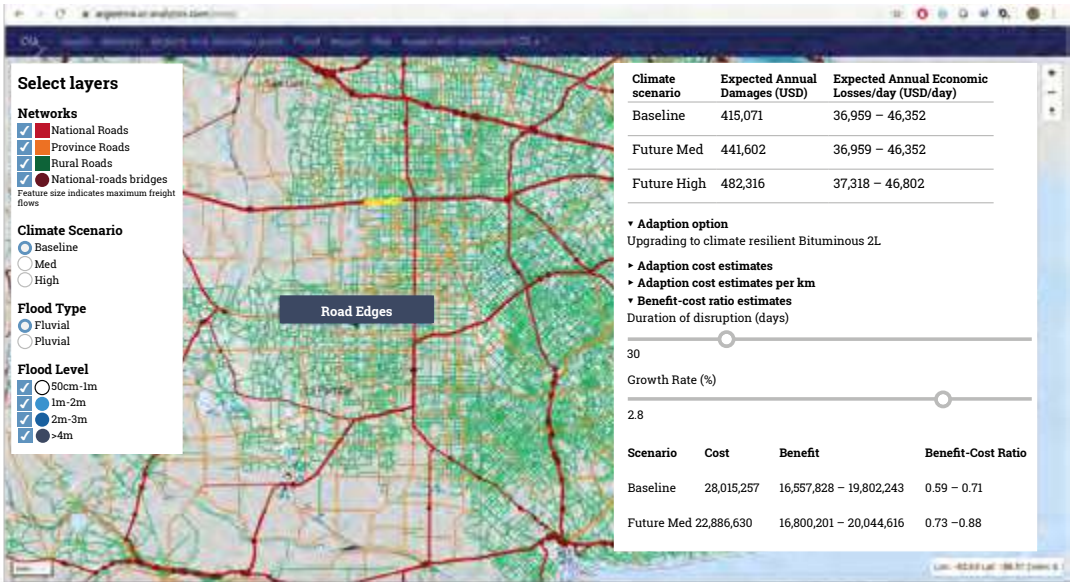 Select layers
Networks
National Roads
Province Roads
Rural Roads
National-roads bridges
Feature size indicates maximum freight
flows
Climate Scenario
Baseline
Med
High
Flood Type
Fluvial
Pluvial
Flood Level
50cm-1m
1m-2m
2m-3m
>4m
Road Edges
La Pampa
Climate scenario Expected Annual Damages (USD) Expected Annual Economic Losses/day (USD/day)
Baseline 415,071 36,959 – 46,352
Future Med 441,602 36,959 – 46,352
Future High 482,316 37,318 – 46,802
Adaption option
Upgrading to climate resilient Bituminous 2L
Adaption cost estimates
Adaption cost estimates per km
Benefit-cost ratio estimates
Duration of disruption (days)
30
Growth Rate (%)
2.8
Scenario Cost Benefit Benefit-Cost Ratio
Baseline 28,015,257 16,557,828 – 19,802,243 0.59 – 0.71
Future Med 22,886,630 16,800,201 – 20,044,616 0.73 –0.88